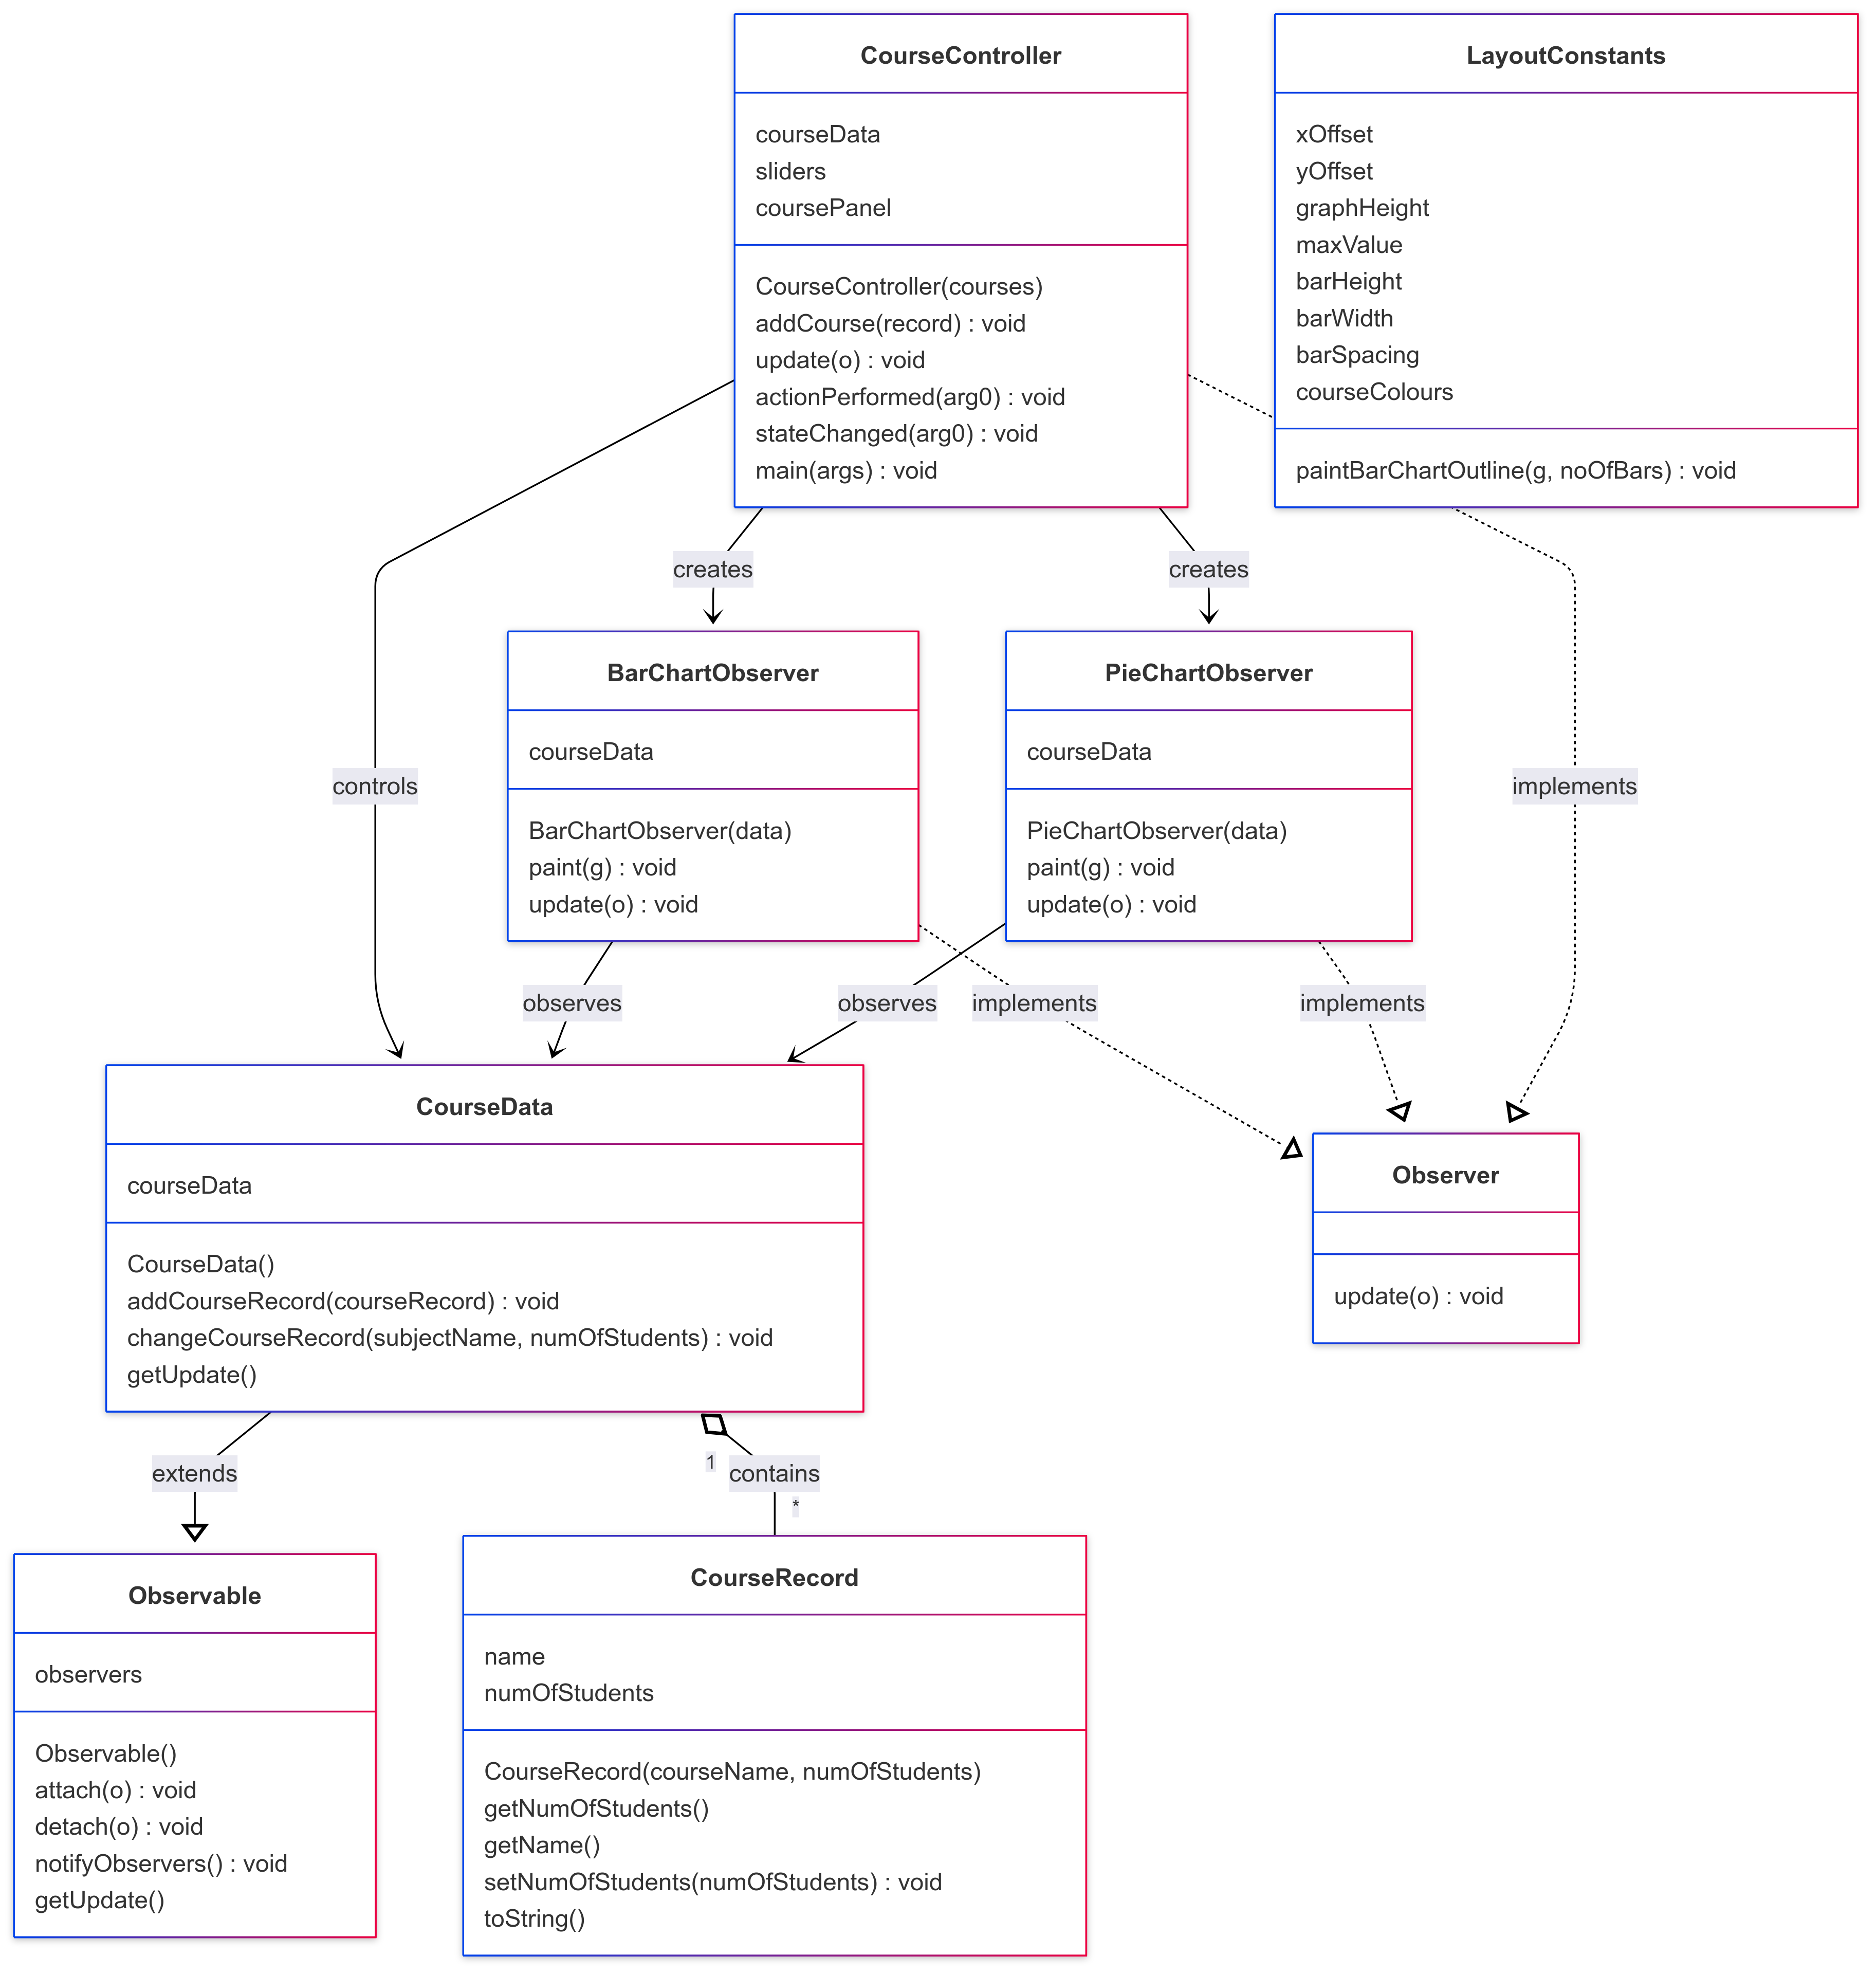 CourseController
courseData
sliders
coursePanel
CourseController(courses)
addCourse(record) : void
update(o) : void
actionPerformed(arg0) : void
stateChanged(arg0) : void
main(args) : void
LayoutConstants
xOffset
yOffset
graphHeight
maxValue
barHeight
barWidth
barSpacing
courseColours
paintBarChartOutline(g, noOfBars) : void
creates
creates
BarChartObserver
courseData
BarChartObserver(data)
paint(g) : void
update(o) : void
PieChartObserver
courseData
PieChartObserver(data)
paint(g) : void
update(o) : void
controls
implements
observes
observes
implements
implements
CourseData
courseData
CourseData()
addCourseRecord(courseRecord) : void
changeCourseRecord(subjectName, numOfStudents) : void
getUpdate()
Observer
update(o) : void
extends
1
contains
*
Observable
observers
Observable()
attach(o) : void
detach(o) : void
notifyObservers() : void
getUpdate()
CourseRecord
name
numOfStudents
CourseRecord(courseName, numOfStudents)
getNumOfStudents()
getName()
setNumOfStudents(numOfStudents) : void
toString()